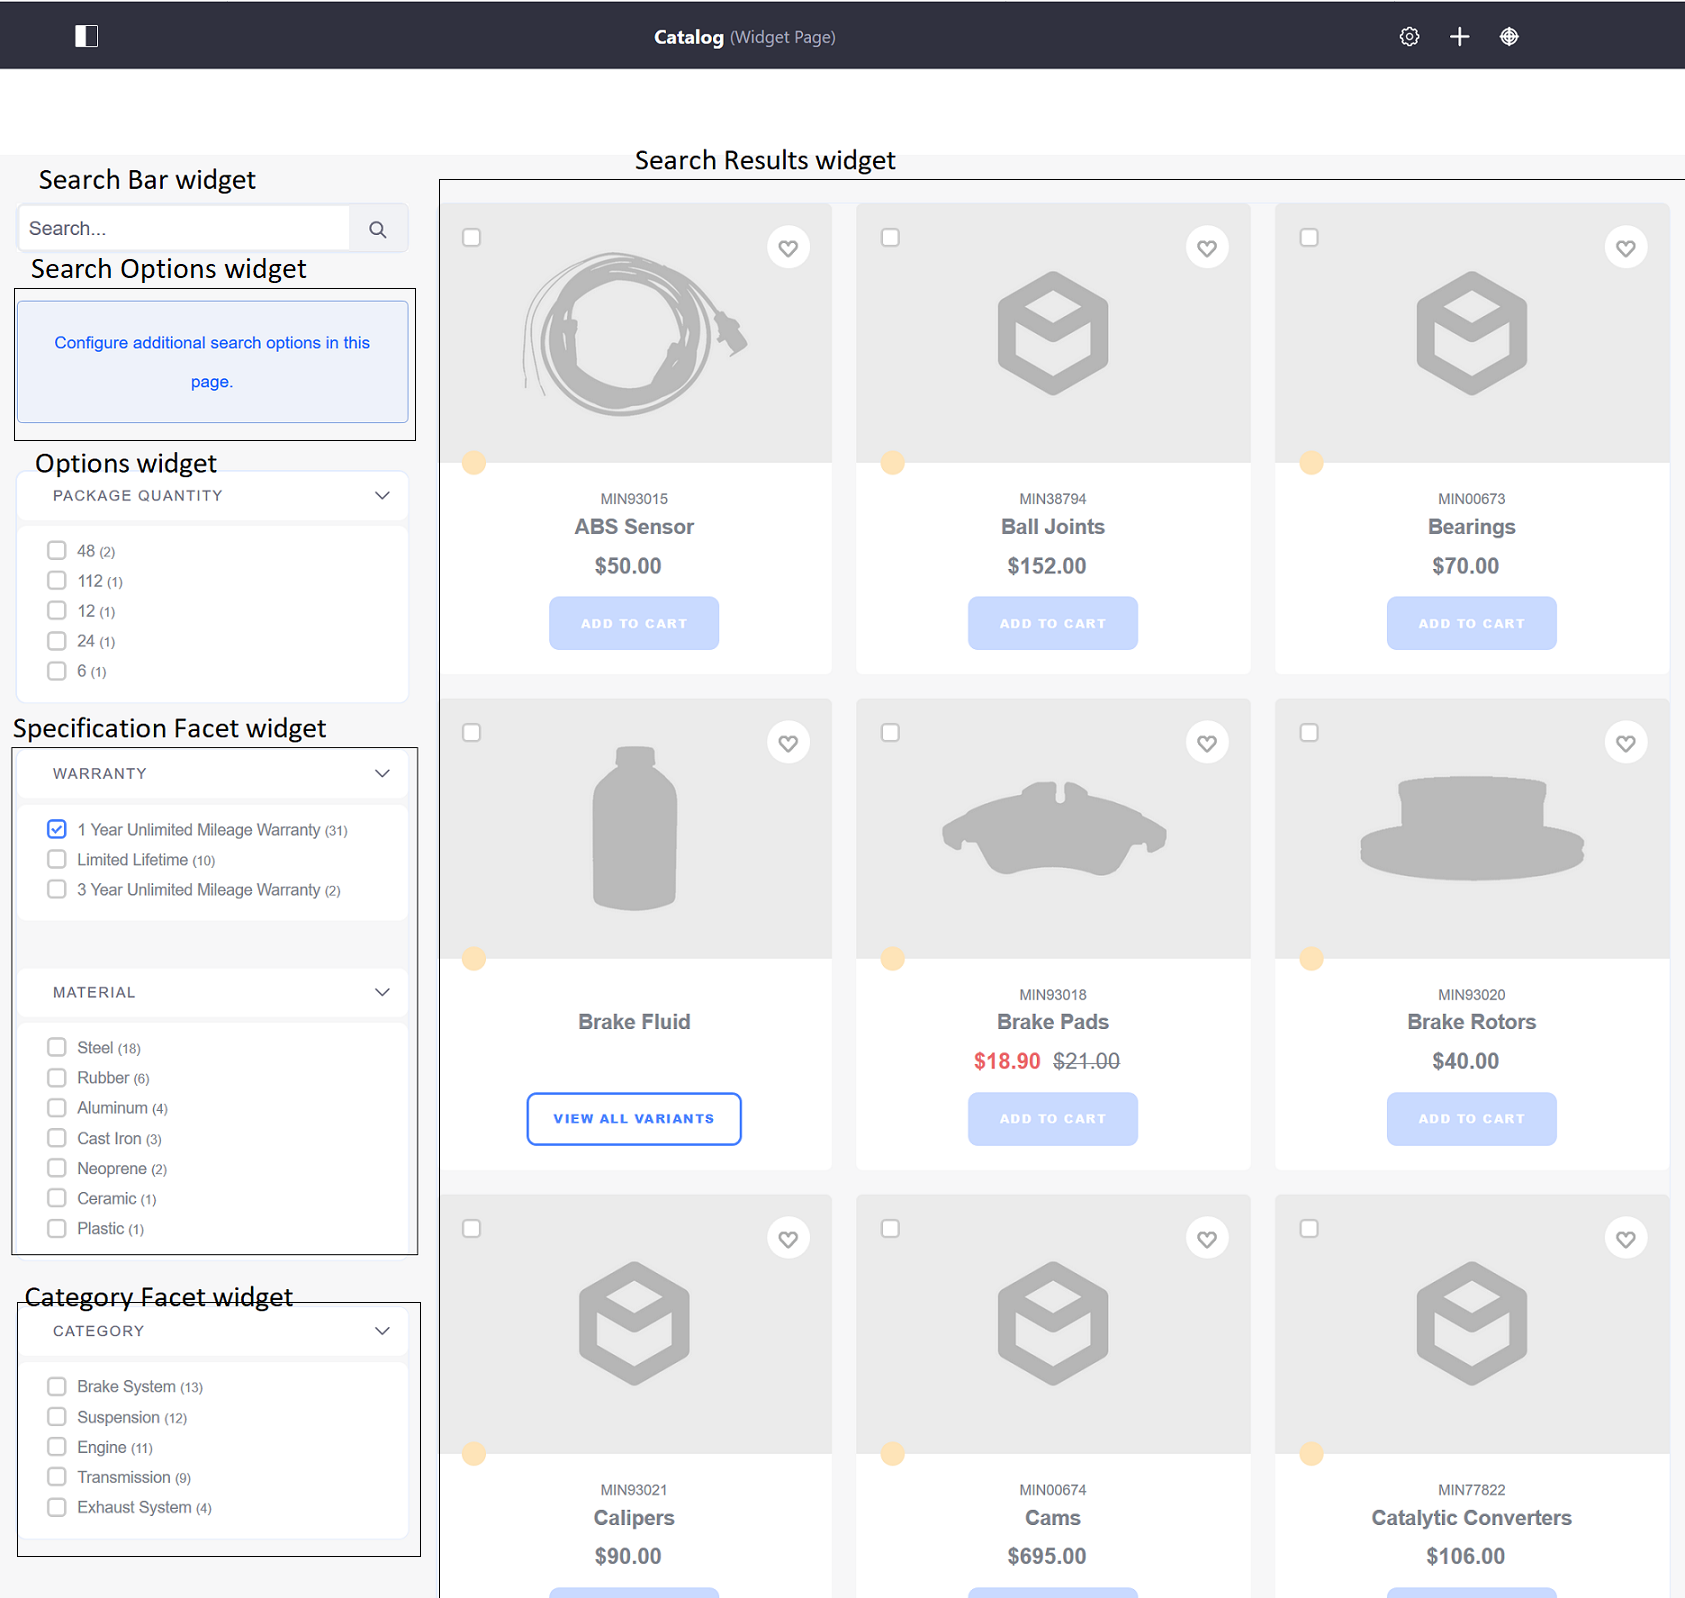 Catalog (Widget Page)
Search Results widget
Search Bar widget
Search...
Search Options widget
Configure additional search options in this
page.
Options widget
PACKAGE QUANTITY
48 (2)
112 (1)
12 (1)
24 (1)
6 (1)
Specification Facet widget
WARRANTY
1 Year Unlimited Mileage Warranty (31)
Limited Lifetime (10)
3 Year Unlimited Mileage Warranty (2)
MATERIAL
Steel (18)
Rubber (6)
Aluminum (4)
Cast Iron (3)
Neoprene (2)
Ceramic (1)
Plastic (1)
Category Facet widget
CATEGORY
Brake System (13)
Suspension (12)
Engine (11)
Transmission (9)
Exhaust System (4)
MIN93015
ABS Sensor
$50.00
ADD TO CART
MIN38794
Ball Joints
$152.00
ADD TO CART
MIN00673
Bearings
$70.00
ADD TO CART
Brake Fluid
VIEW ALL VARIANTS
MIN93018
Brake Pads
$18.90 $21.00
ADD TO CART
MIN93020
Brake Rotors
$40.00
ADD TO CART
MIN93021
Calipers
$90.00
MIN00674
Cams
$695.00
MIN77822
Catalytic Converters
$106.00